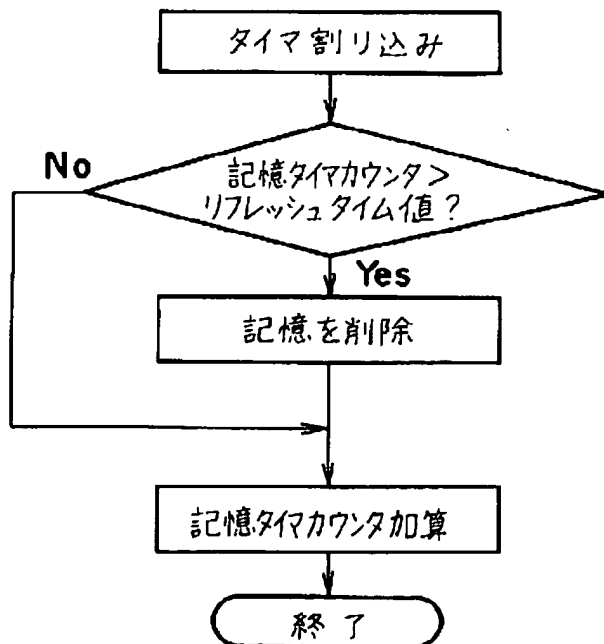 タイマ割り込み
No
記憶タイマカウンタ>
リフレッシュタイム値?
Yes
記憶を削除
記憶タイマカウンタ加算
終了